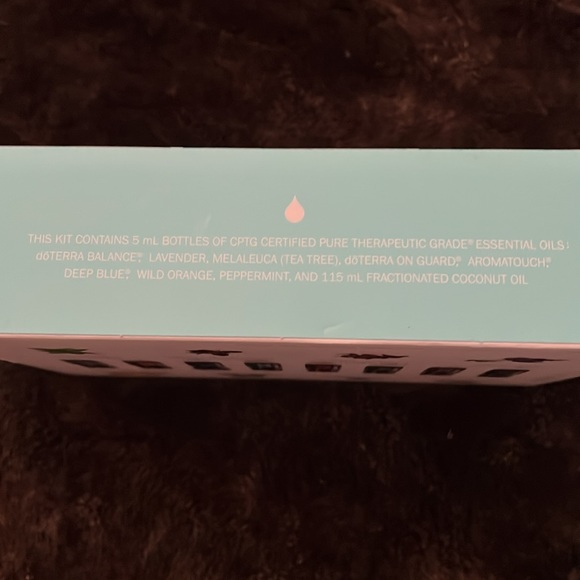 THIS KIT CONTAINS 5 mL BOTTLES OF CPTG CERTIFIED PURE THERAPEUTIC GRADE® ESSENTIAL OILS:
dōTERRA BALANCE®, LAVENDER, MELALEUCA (TEA TREE), dōTERRA ON GUARD®, AROMATOUCH®,
DEEP BLUE®, WILD ORANGE, PEPPERMINT, AND 115 mL FRACTIONATED COCONUT OIL